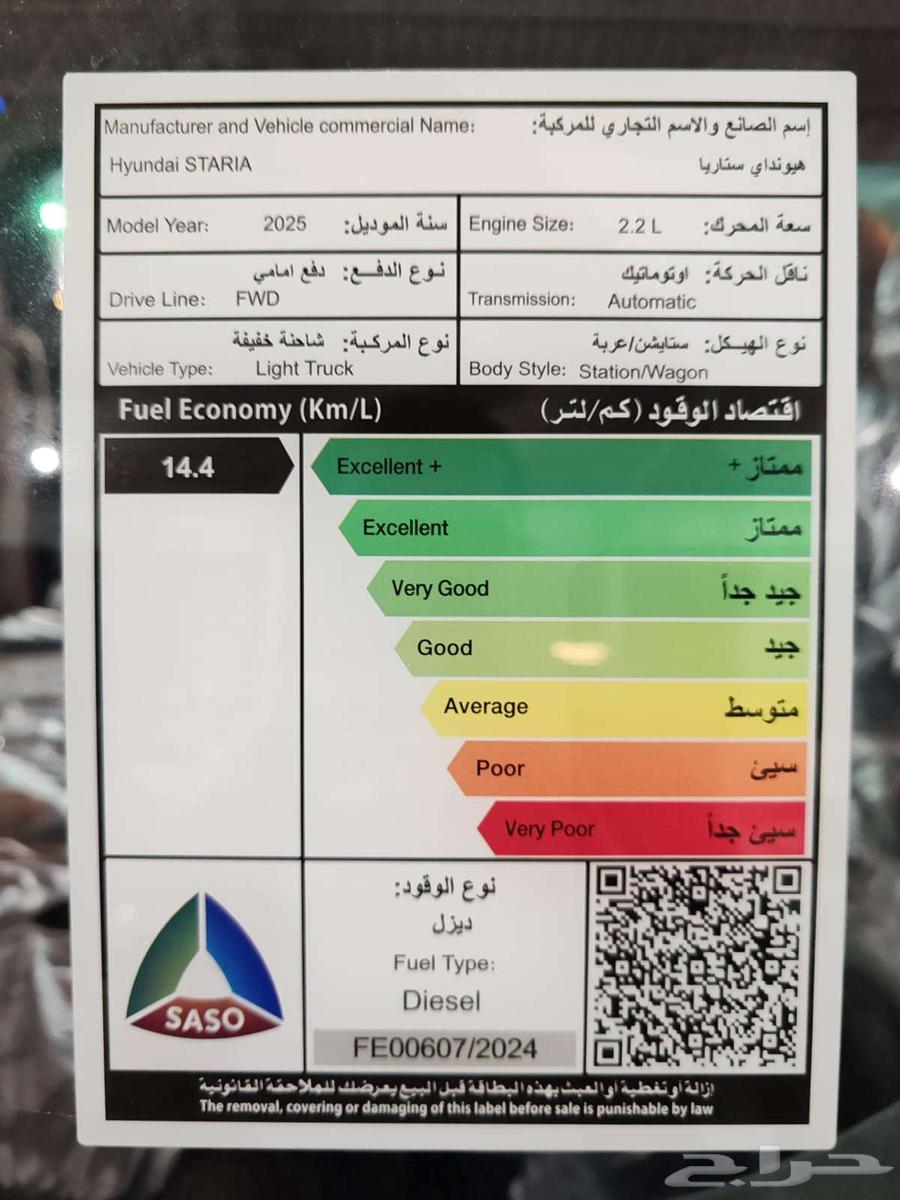 Manufacturer and Vehicle commercial Name: إسم الصانع والاسم التجاري للمركبة:
Hyundai STARIA هيونداي ستاريا
Model Year: 2025 سنة الموديل:
Engine Size: 2.2 L سعة المحرك:
نوع الدفع: دفع امامي
Drive Line: FWD
ناقل الحركة: اوتوماتيك
Transmission: Automatic
نوع المركبة: شاحنة خفيفة
Vehicle Type: Light Truck
نوع الهيكل: ستايشن/عربة
Body Style: Station/Wagon
Fuel Economy (Km/L) اقتصاد الوقود (كم/لتر)
14.4
Excellent + ممتاز +
Excellent ممتاز
Very Good جيد جداً
Good جيد
Average متوسط
Poor سيئ
Very Poor سيئ جداً
SASO
نوع الوقود:
ديزل
Fuel Type:
Diesel
FE00607/2024
إزالة أو تغطية أو العبث بهذه البطاقة قبل البيع يعرضك للملاحقة القانونية
The removal, covering or damaging of this label before sale is punishable by law
حراج